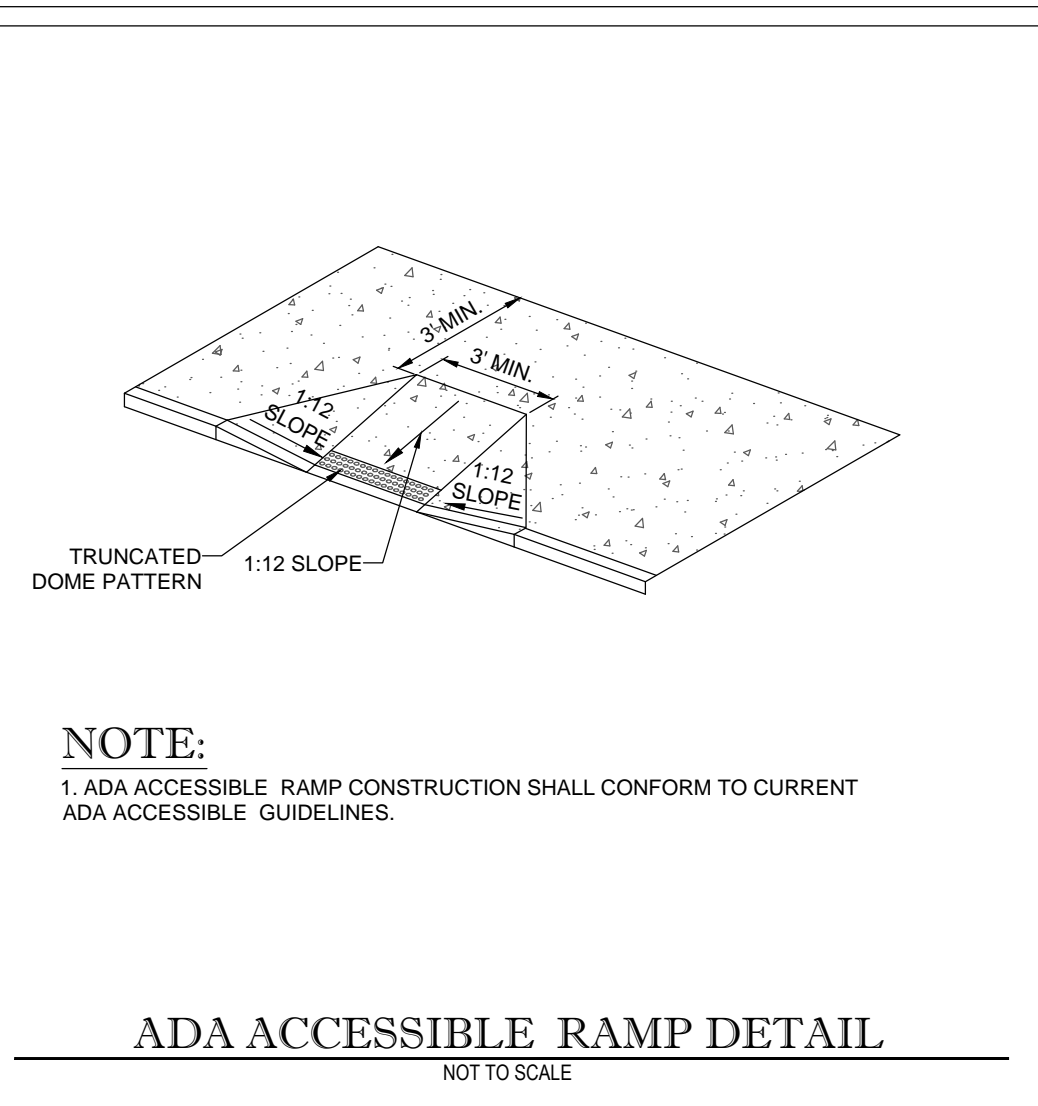 3' MIN.
3' MIN.
1:12
SLOPE
1:12
SLOPE
TRUNCATED
DOME PATTERN
1:12 SLOPE
NOTE:
1. ADA ACCESSIBLE RAMP CONSTRUCTION SHALL CONFORM TO CURRENT
ADA ACCESSIBLE GUIDELINES.
ADA ACCESSIBLE RAMP DETAIL
NOT TO SCALE